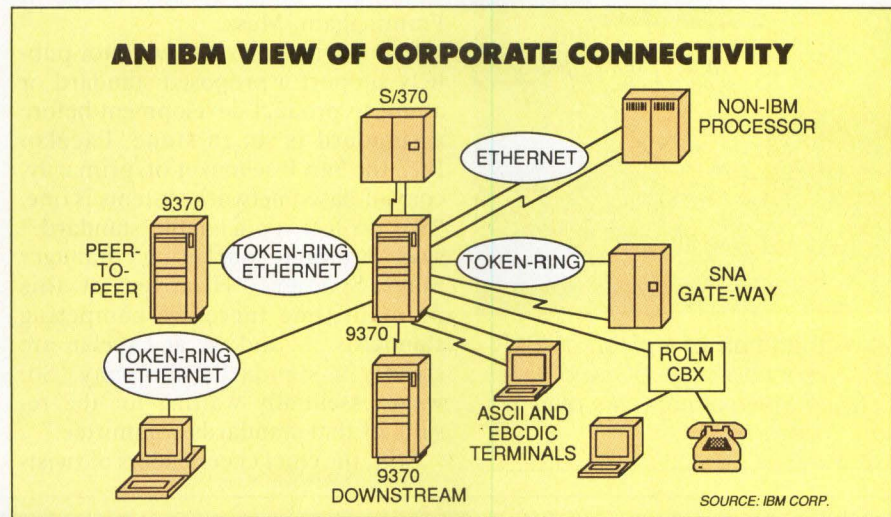 AN IBM VIEW OF CORPORATE CONNECTIVITY
S/370
NON-IBM
PROCESSOR
ETHERNET
9370
PEER-
TO-
PEER
TOKEN-RING
ETHERNET
TOKEN-RING
SNA
GATE-WAY
9370
TOKEN-RING
ETHERNET
ROLM
CBX
ASCII AND
EBCDIC
TERMINALS
9370
DOWNSTREAM
SOURCE: IBM CORP.